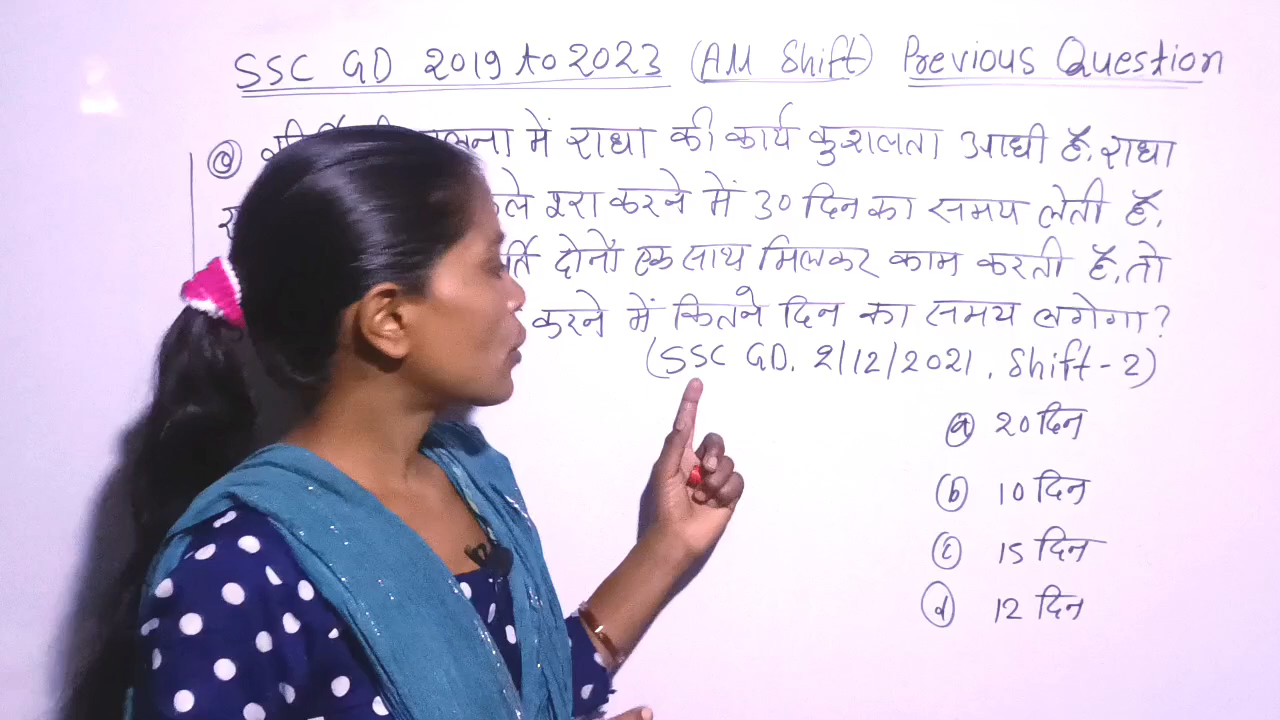 SSC GD 2019 to 2023 (All Shift) Previous Question
में राधा की कार्य कुशलता आधी है, राधा
पूरा करने में 30 दिन का समय लेती है,
दोनों एक साथ मिलकर काम करती है, तो
करने में कितने दिन का समय लगेगा?
(SSC GD. 2/12/2021. Shift-2)
(a) 20 दिन
(b) 10 दिन
(c) 15 दिन
(d) 12 दिन